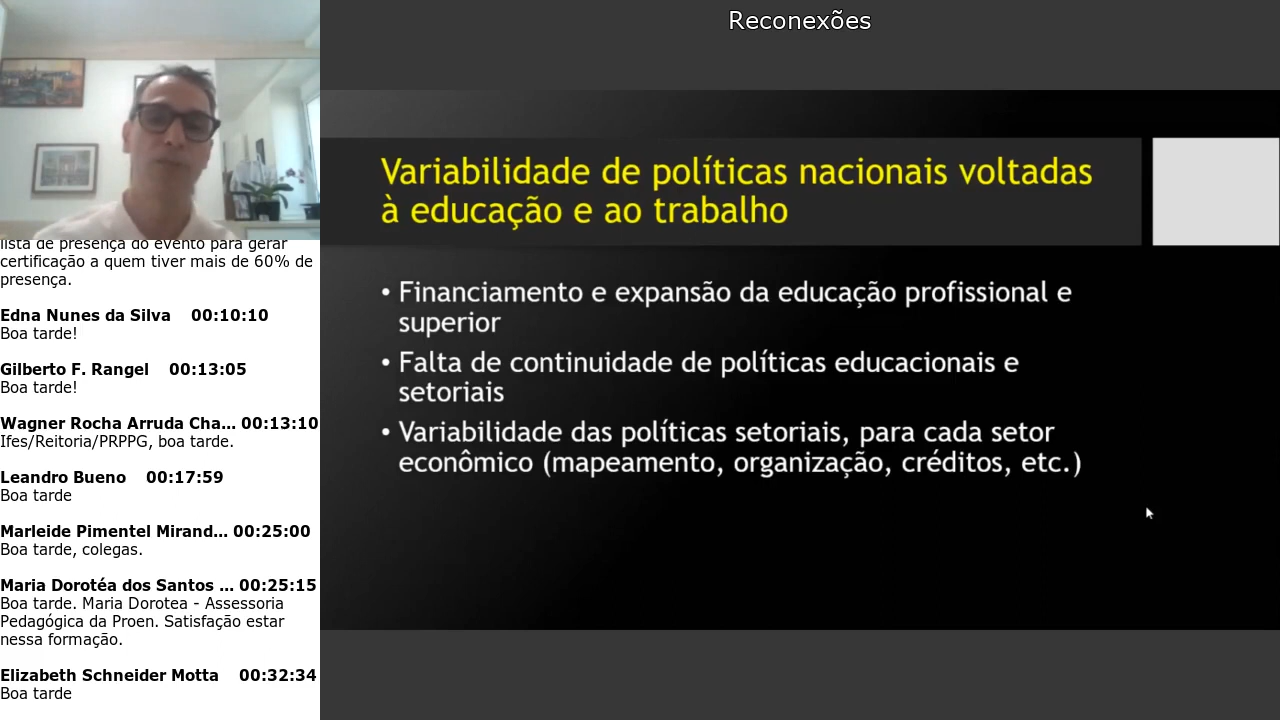 Reconexões
Variabilidade de políticas nacionais voltadas
à educação e ao trabalho
• Financiamento e expansão da educação profissional e
superior
• Falta de continuidade de políticas educacionais e
setoriais
• Variabilidade das políticas setoriais, para cada setor
econômico (mapeamento, organização, créditos, etc.)
lista de presença do evento para gerar
certificação a quem tiver mais de 60% de
presença.
Edna Nunes da Silva 00:10:10
Boa tarde!
Gilberto F. Rangel 00:13:05
Boa tarde!
Wagner Rocha Arruda Cha... 00:13:10
Ifes/Reitoria/PRPPG, boa tarde.
Leandro Bueno 00:17:59
Boa tarde
Marleide Pimentel Mirand... 00:25:00
Boa tarde, colegas.
Maria Dorotéa dos Santos ... 00:25:15
Boa tarde. Maria Dorotea - Assessoria
Pedagógica da Proen. Satisfação estar
nessa formação.
Elizabeth Schneider Motta 00:32:34
Boa tarde